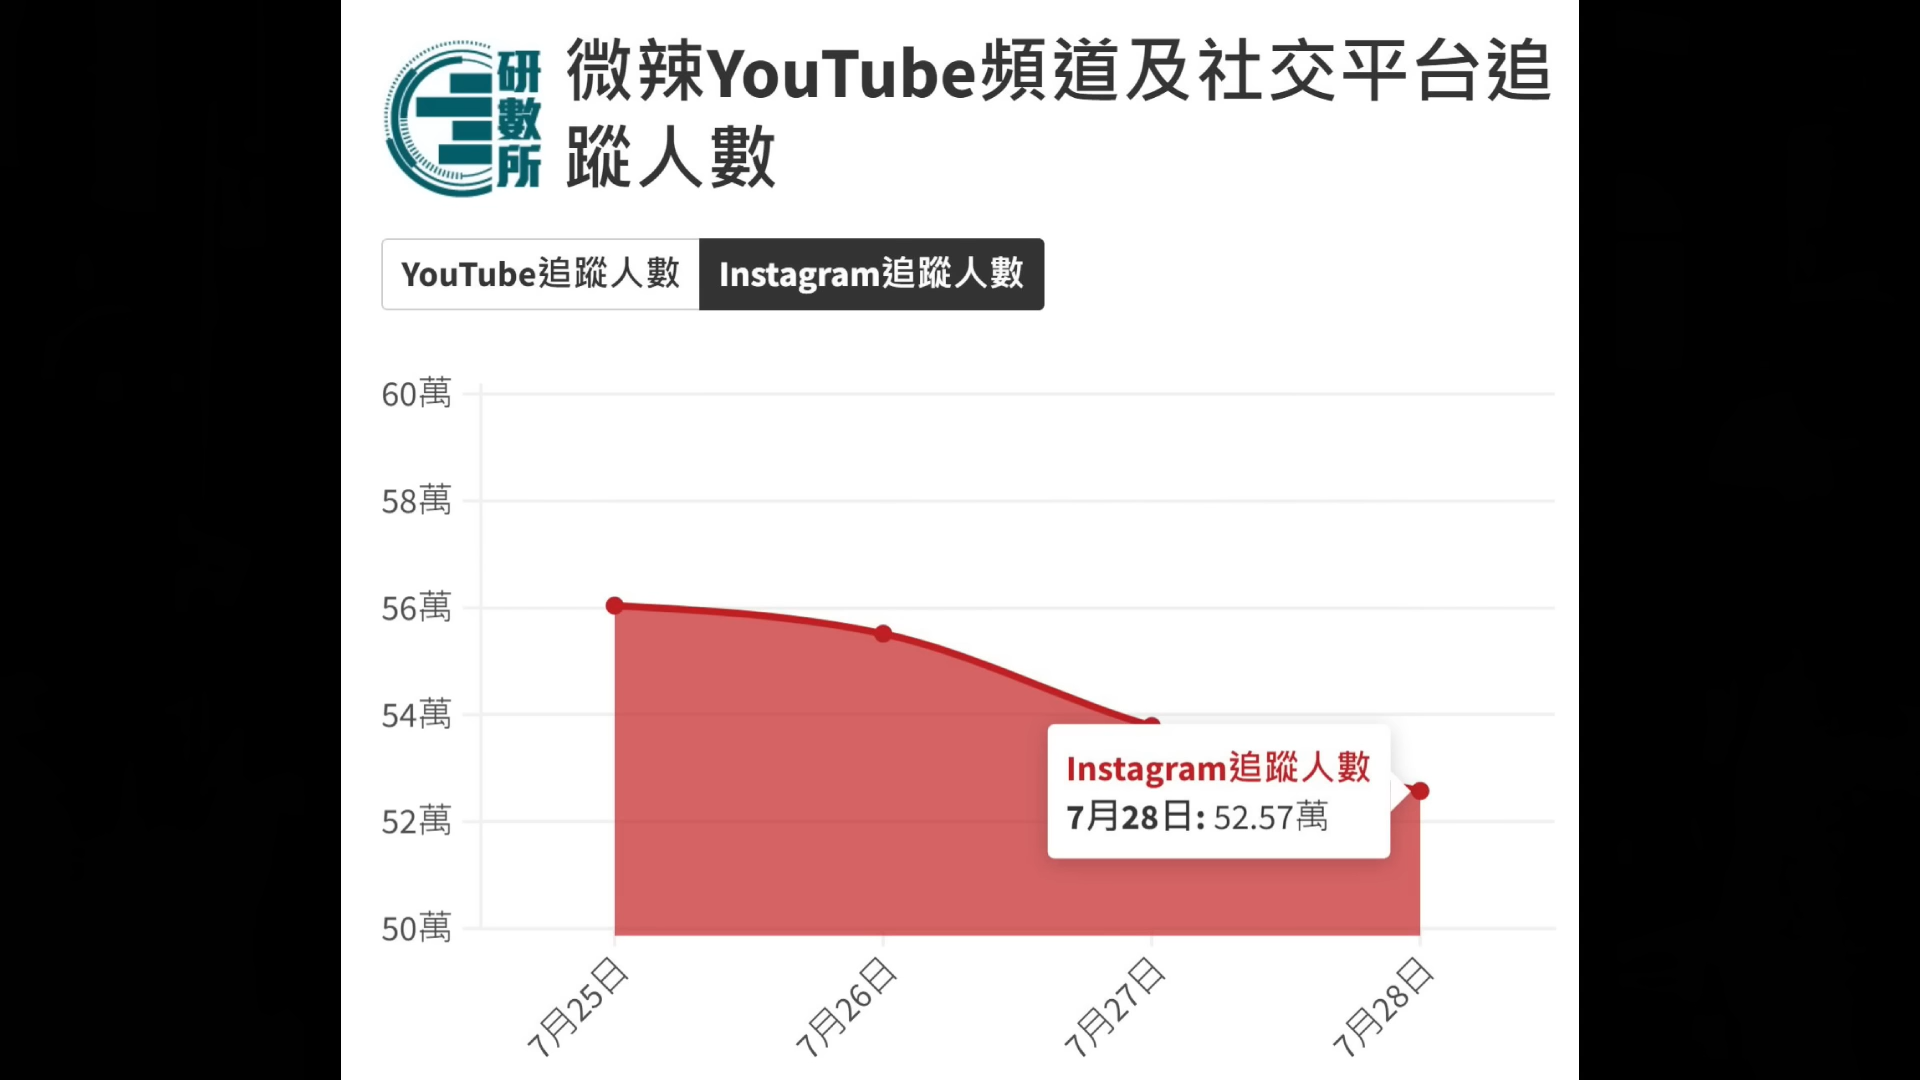 研數所
微辣YouTube頻道及社交平台追
蹤人數
YouTube追蹤人數
Instagram追蹤人數
60萬
58萬
56萬
54萬
52萬
50萬
Instagram追蹤人數
7月28日: 52.57萬
7月25日
7月26日
7月27日
7月28日